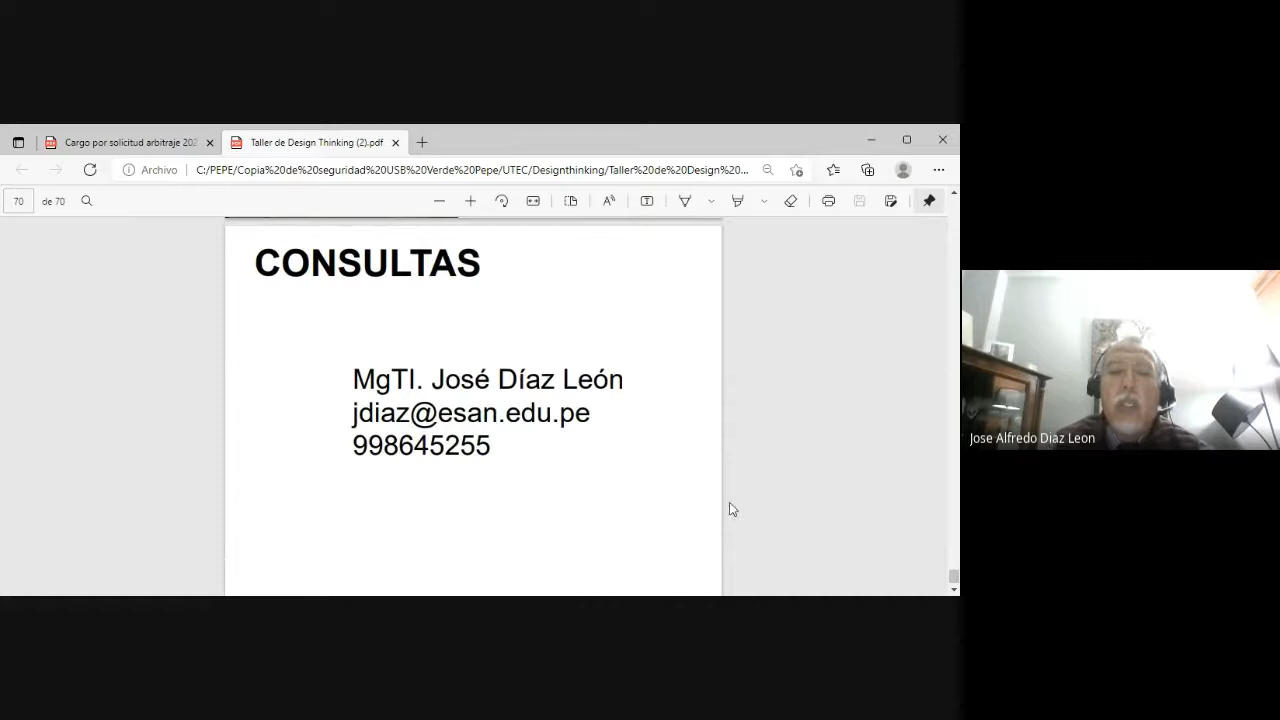 Cargo por solicitud arbitraje 202
Taller de Design Thinking (2).pdf
Archivo
C:/PEPE/Copia%20de%20seguridad%20USB%20Verde%20Pepe/UTEC/Designthinking/Taller%20de%20Design%20...
70 de 70
CONSULTAS
MgTI. José Díaz León
jdiaz@esan.edu.pe
998645255
Jose Alfredo Diaz Leon